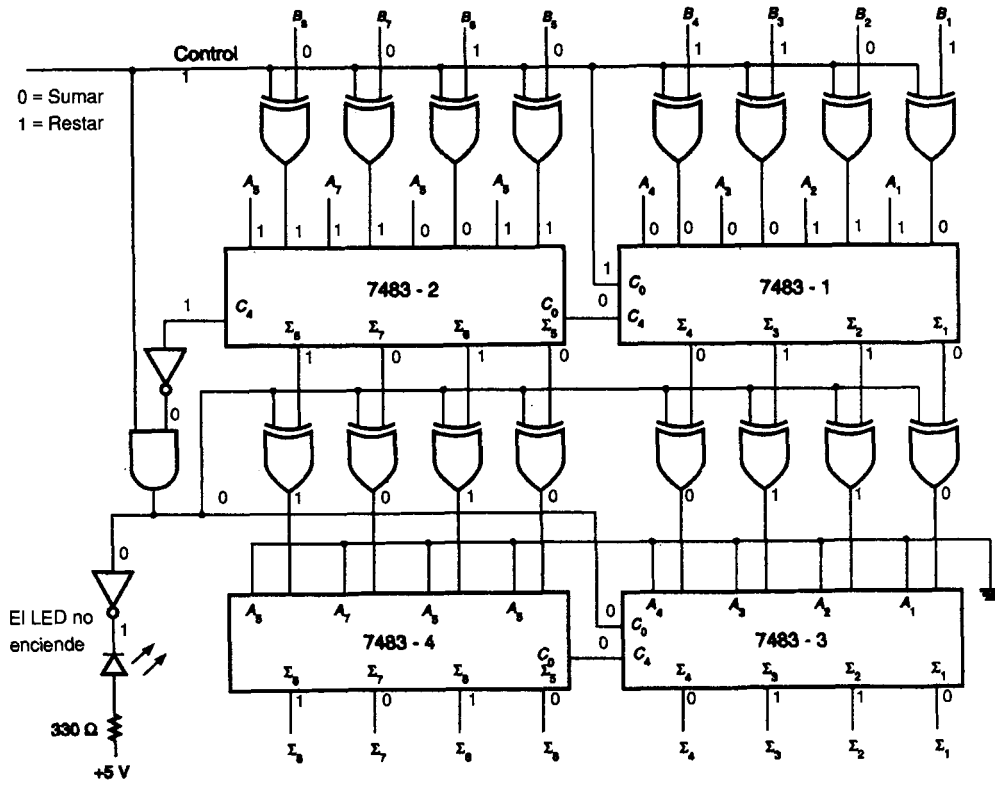 B₈ B₇ B₆ B₅ B₄ B₃ B₂ B₁
0 0 1 0 1 1 0 1
Control
1
0 = Sumar
1 = Restar
A₈ A₇ A₆ A₅ A₄ A₃ A₂ A₁
1 1 1 1 0 0 1 1 0 0 0 0 1 1 1 0
7483 - 2 7483 - 1
1 C₄ C₀ 0 1 C₀
C₄
Σ₈ Σ₇ Σ₆ Σ₅ Σ₄ Σ₃ Σ₂ Σ₁
1 0 1 0 0 1 1 0
0
0 1 0 1 0 0 1 1 0
0
A₈ A₇ A₆ A₅ A₄ A₃ A₂ A₁
El LED no
enciende
1
7483 - 4 7483 - 3
C₀ 0 0 C₀
C₄
Σ₈ Σ₇ Σ₆ Σ₅ Σ₄ Σ₃ Σ₂ Σ₁
1 0 1 0 0 1 1 0
330 Ω
Σ₈ Σ₇ Σ₆ Σ₅ Σ₄ Σ₃ Σ₂ Σ₁
+5 V